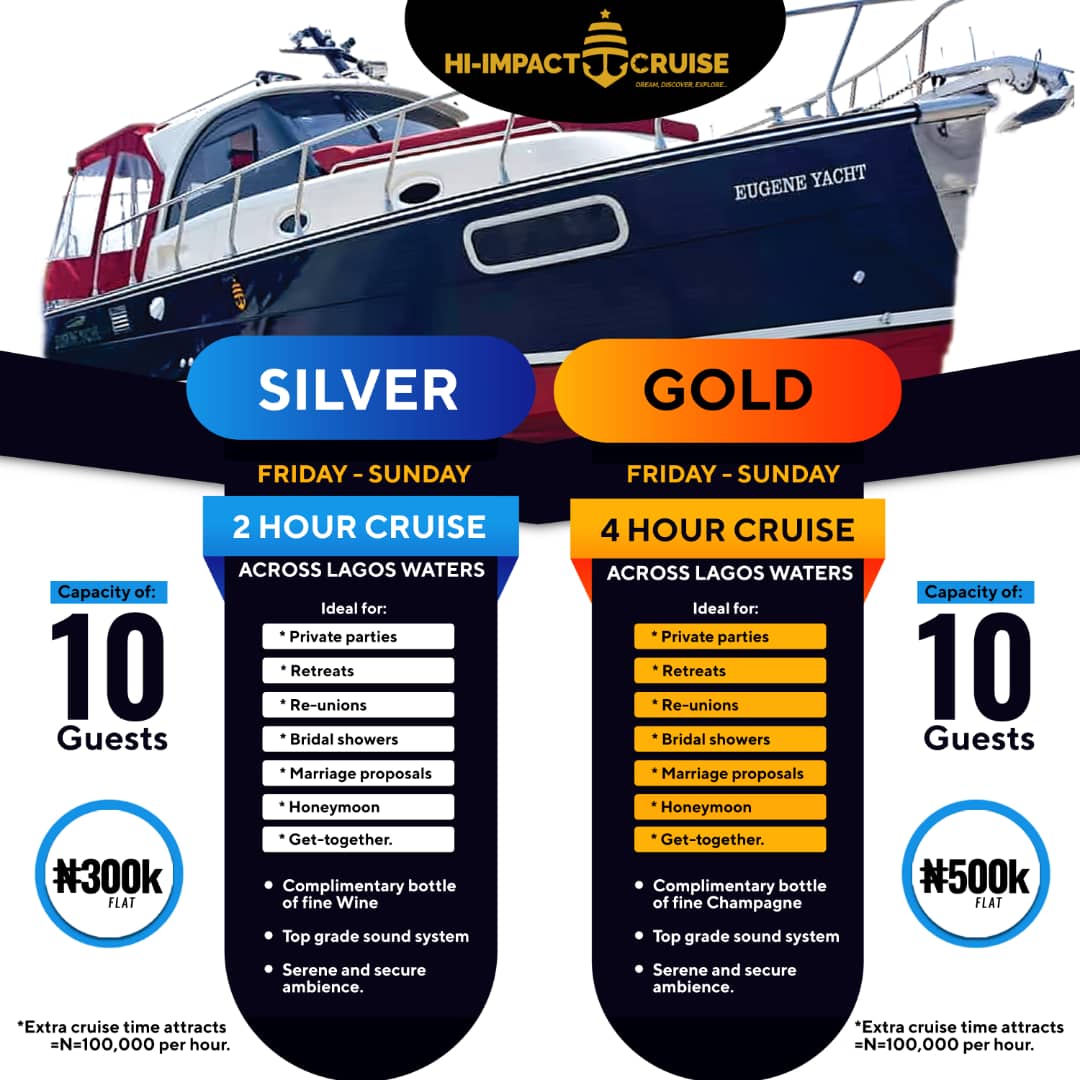 HI-IMPACT CRUISE
DREAM, DISCOVER, EXPLORE..
EUGENE YACHT
SILVER
FRIDAY - SUNDAY
2 HOUR CRUISE
ACROSS LAGOS WATERS
Ideal for:
* Private parties
* Retreats
* Re-unions
* Bridal showers
* Marriage proposals
* Honeymoon
* Get-together.
• Complimentary bottle
of fine Wine
• Top grade sound system
• Serene and secure
ambience.
Capacity of:
10
Guests
₦300k
FLAT
*Extra cruise time attracts
=N=100,000 per hour.
GOLD
FRIDAY - SUNDAY
4 HOUR CRUISE
ACROSS LAGOS WATERS
Ideal for:
* Private parties
* Retreats
* Re-unions
* Bridal showers
* Marriage proposals
* Honeymoon
* Get-together.
• Complimentary bottle
of fine Champagne
• Top grade sound system
• Serene and secure
ambience.
Capacity of:
10
Guests
₦500k
FLAT
*Extra cruise time attracts
=N=100,000 per hour.